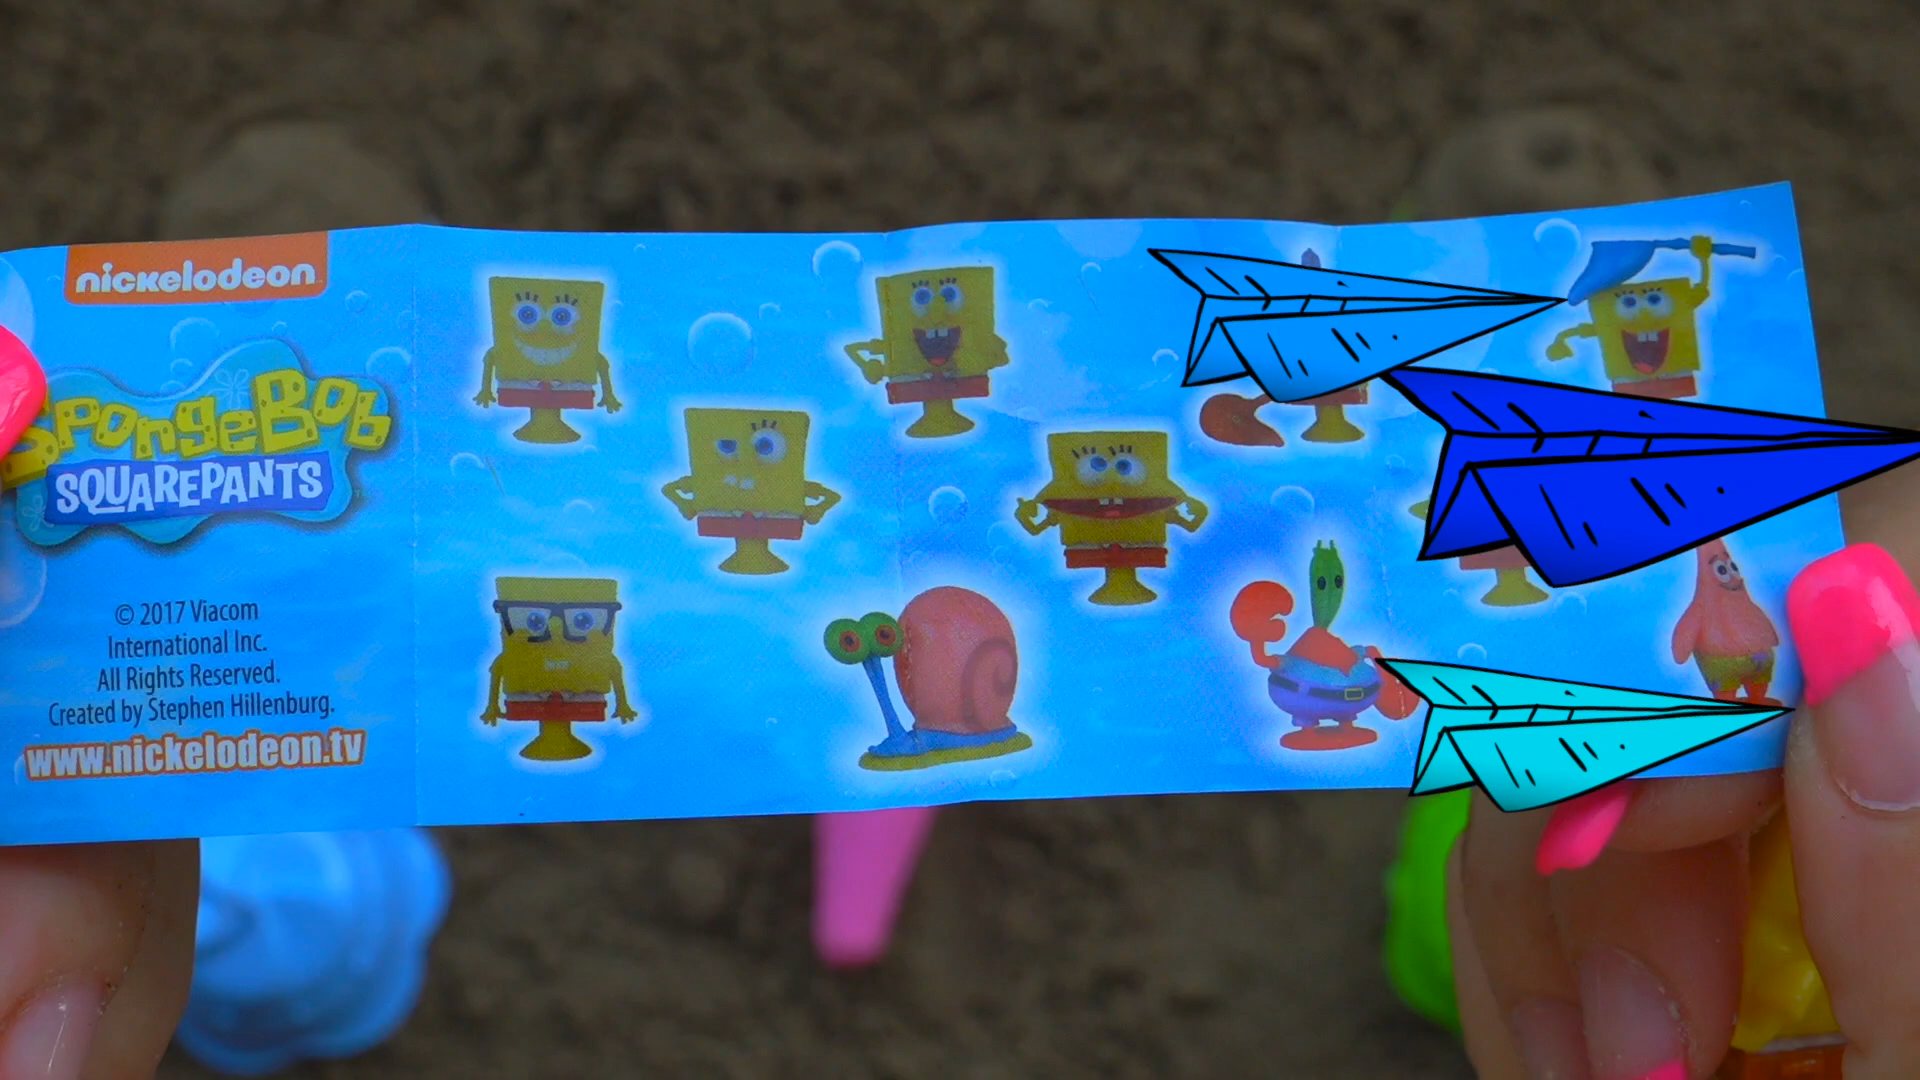 nickelodeon
SPONGEBOB
SQUAREPANTS
© 2017 Viacom
International Inc.
All Rights Reserved.
Created by Stephen Hillenburg.
www.nickelodeon.tv